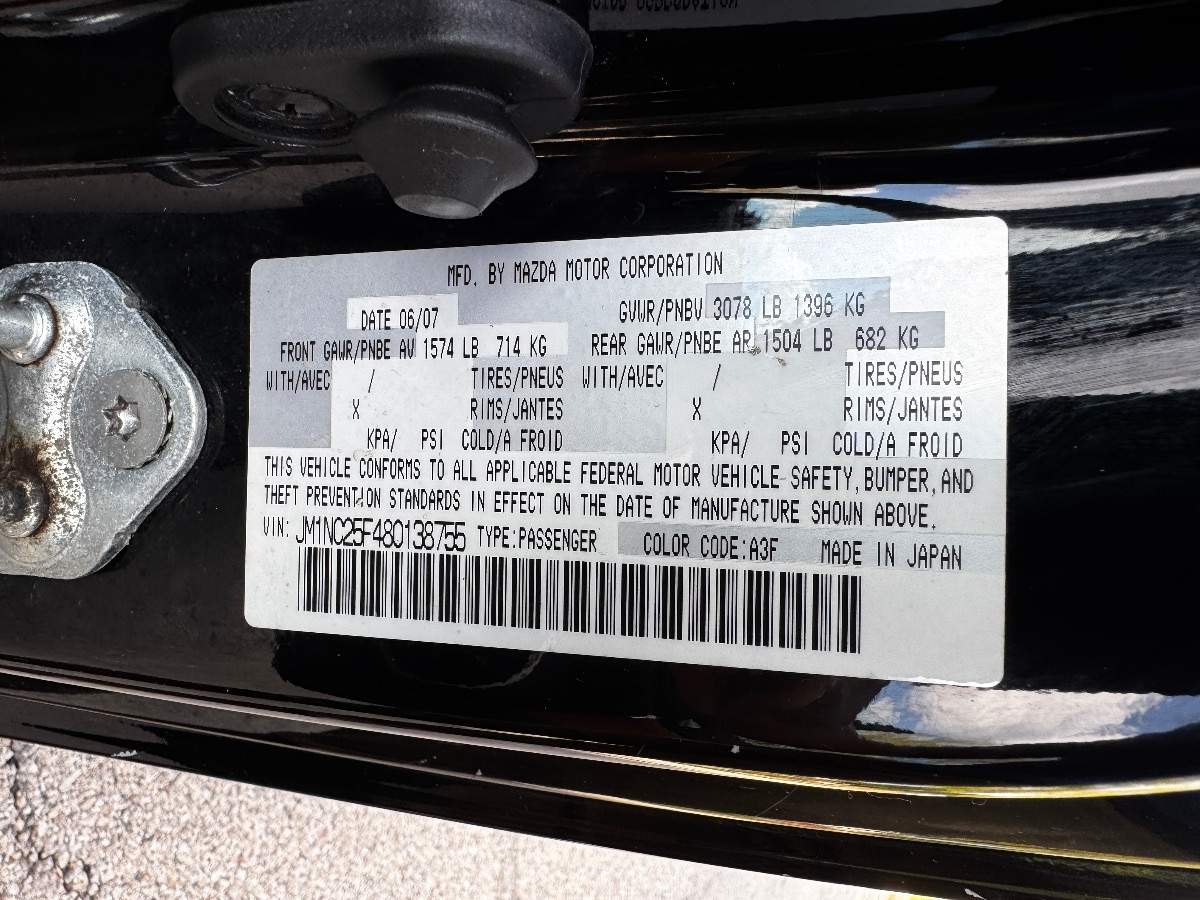 MFD. BY MAZDA MOTOR CORPORATION
DATE 06/07 GVWR/PNBV 3078 LB 1396 KG
FRONT GAWR/PNBE AV 1574 LB 714 KG REAR GAWR/PNBE AR 1504 LB 682 KG
WITH/AVEC / TIRES/PNEUS WITH/AVEC / TIRES/PNEUS
X RIMS/JANTES X RIMS/JANTES
KPA/ PSI COLD/A FROID KPA/ PSI COLD/A FROID
THIS VEHICLE CONFORMS TO ALL APPLICABLE FEDERAL MOTOR VEHICLE SAFETY, BUMPER, AND
THEFT PREVENTION STANDARDS IN EFFECT ON THE DATE OF MANUFACTURE SHOWN ABOVE.
VIN: JM1NC25F480138755 TYPE:PASSENGER COLOR CODE:A3F MADE IN JAPAN